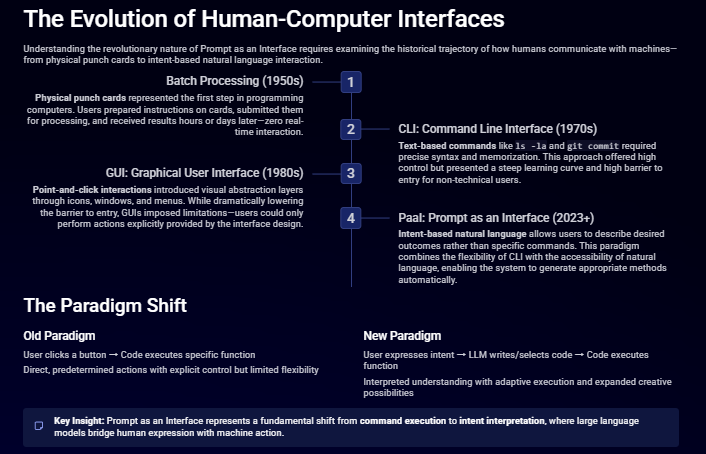 The Evolution of Human-Computer Interfaces
Understanding the revolutionary nature of Prompt as an Interface requires examining the historical trajectory of how humans communicate with machines—
from physical punch cards to intent-based natural language interaction.
Batch Processing (1950s)
1
Physical punch cards represented the first step in programming
computers. Users prepared instructions on cards, submitted them
for processing, and received results hours or days later—zero real-
time interaction.
2
CLI: Command Line Interface (1970s)
Text-based commands like ls -la and git commit required
precise syntax and memorization. This approach offered high
control but presented a steep learning curve and high barrier to
entry for non-technical users.
GUI: Graphical User Interface (1980s)
3
Point-and-click interactions introduced visual abstraction layers
through icons, windows, and menus. While dramatically lowering
the barrier to entry, GUIs imposed limitations—users could only
perform actions explicitly provided by the interface design.
4
PaaI: Prompt as an Interface (2023+)
Intent-based natural language allows users to describe desired
outcomes rather than specific commands. This paradigm
combines the flexibility of CLI with the accessibility of natural
language, enabling the system to generate appropriate methods
automatically.
The Paradigm Shift
Old Paradigm
User clicks a button → Code executes specific function
Direct, predetermined actions with explicit control but limited flexibility
New Paradigm
User expresses intent → LLM writes/selects code → Code executes
function
Interpreted understanding with adaptive execution and expanded creative
possibilities
Key Insight: Prompt as an Interface represents a fundamental shift from command execution to intent interpretation, where large language
models bridge human expression with machine action.